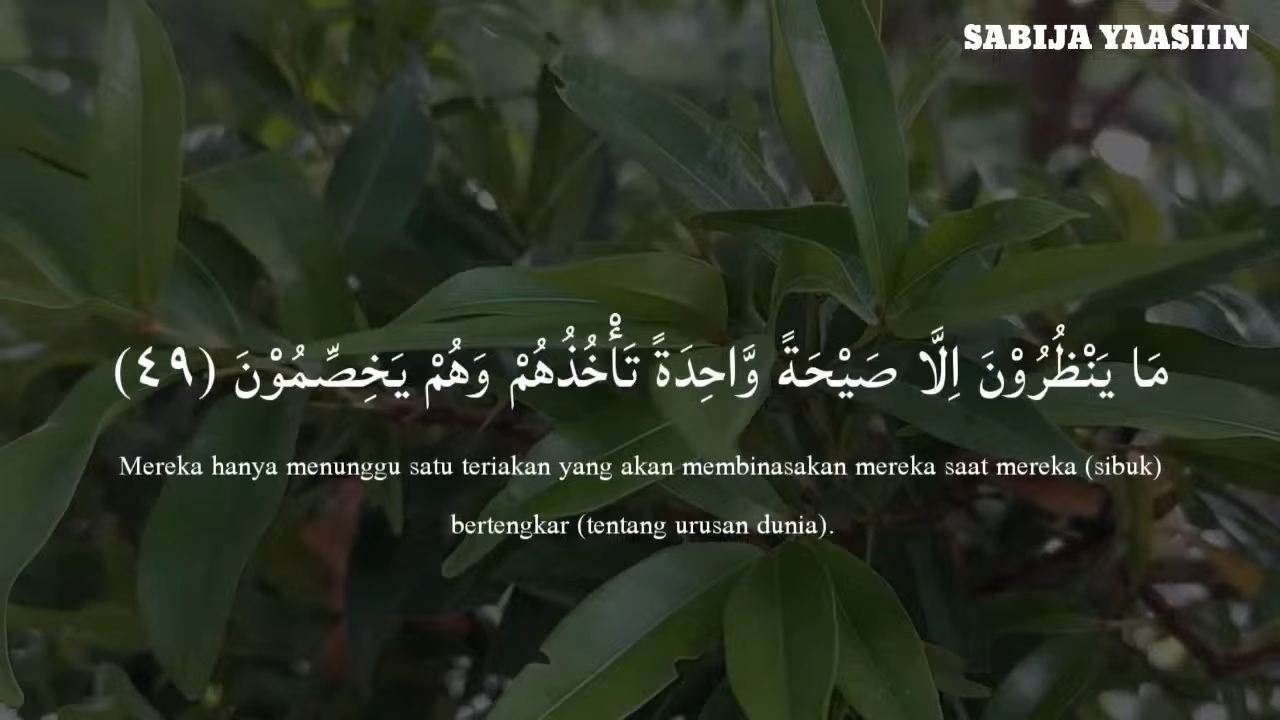 SABIJA YAASIIN
مَا يَنْظُرُوْنَ اِلَّا صَيْحَةً وَّاحِدَةً تَأْخُذُهُمْ وَهُمْ يَخِصِّمُوْنَ (٤٩)
Mereka hanya menunggu satu teriakan yang akan membinasakan mereka saat mereka (sibuk)
bertengkar (tentang urusan dunia).